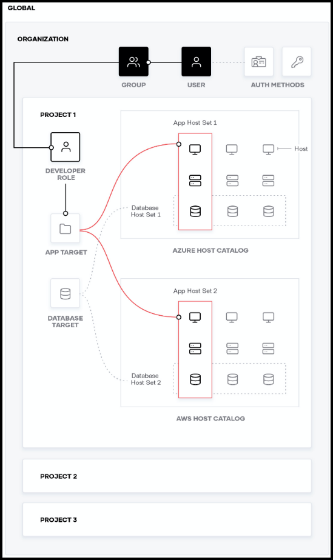 GLOBAL
ORGANIZATION
GROUP
USER
AUTH METHODS
PROJECT 1
App Host Set 1
Host
DEVELOPER
ROLE
Database
Host Set 1
APP TARGET
AZURE HOST CATALOG
App Host Set 2
DATABASE
TARGET
Database
Host Set 2
AWS HOST CATALOG
PROJECT 2
PROJECT 3